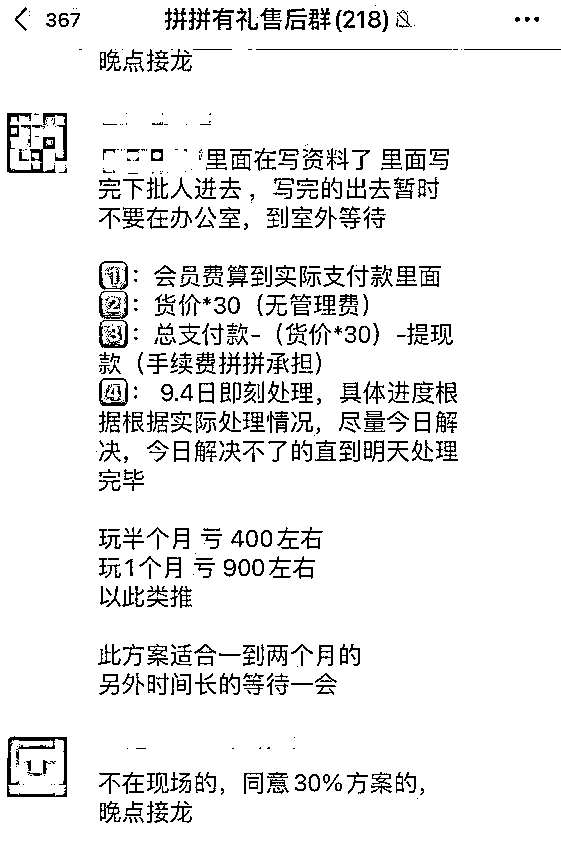 367
拼拼有礼售后群(218)
晚点接龙
里面在写资料了 里面写
完下批人进去，写完的出去暂时
不要在办公室，到室外等待
1：会员费算到实际支付款里面
2：货价*30（无管理费）
3：总支付款-（货价*30）-提现
款（手续费拼拼承担）
4： 9.4日即刻处理，具体进度根
据根据实际处理情况，尽量今日解
决，今日解决不了的直到明天处理
完毕
玩半个月 亏 400左右
玩1个月 亏 900左右
以此类推
此方案适合一到两个月的
另外时间长的等待一会
不在现场的，同意30%方案的，
晚点接龙